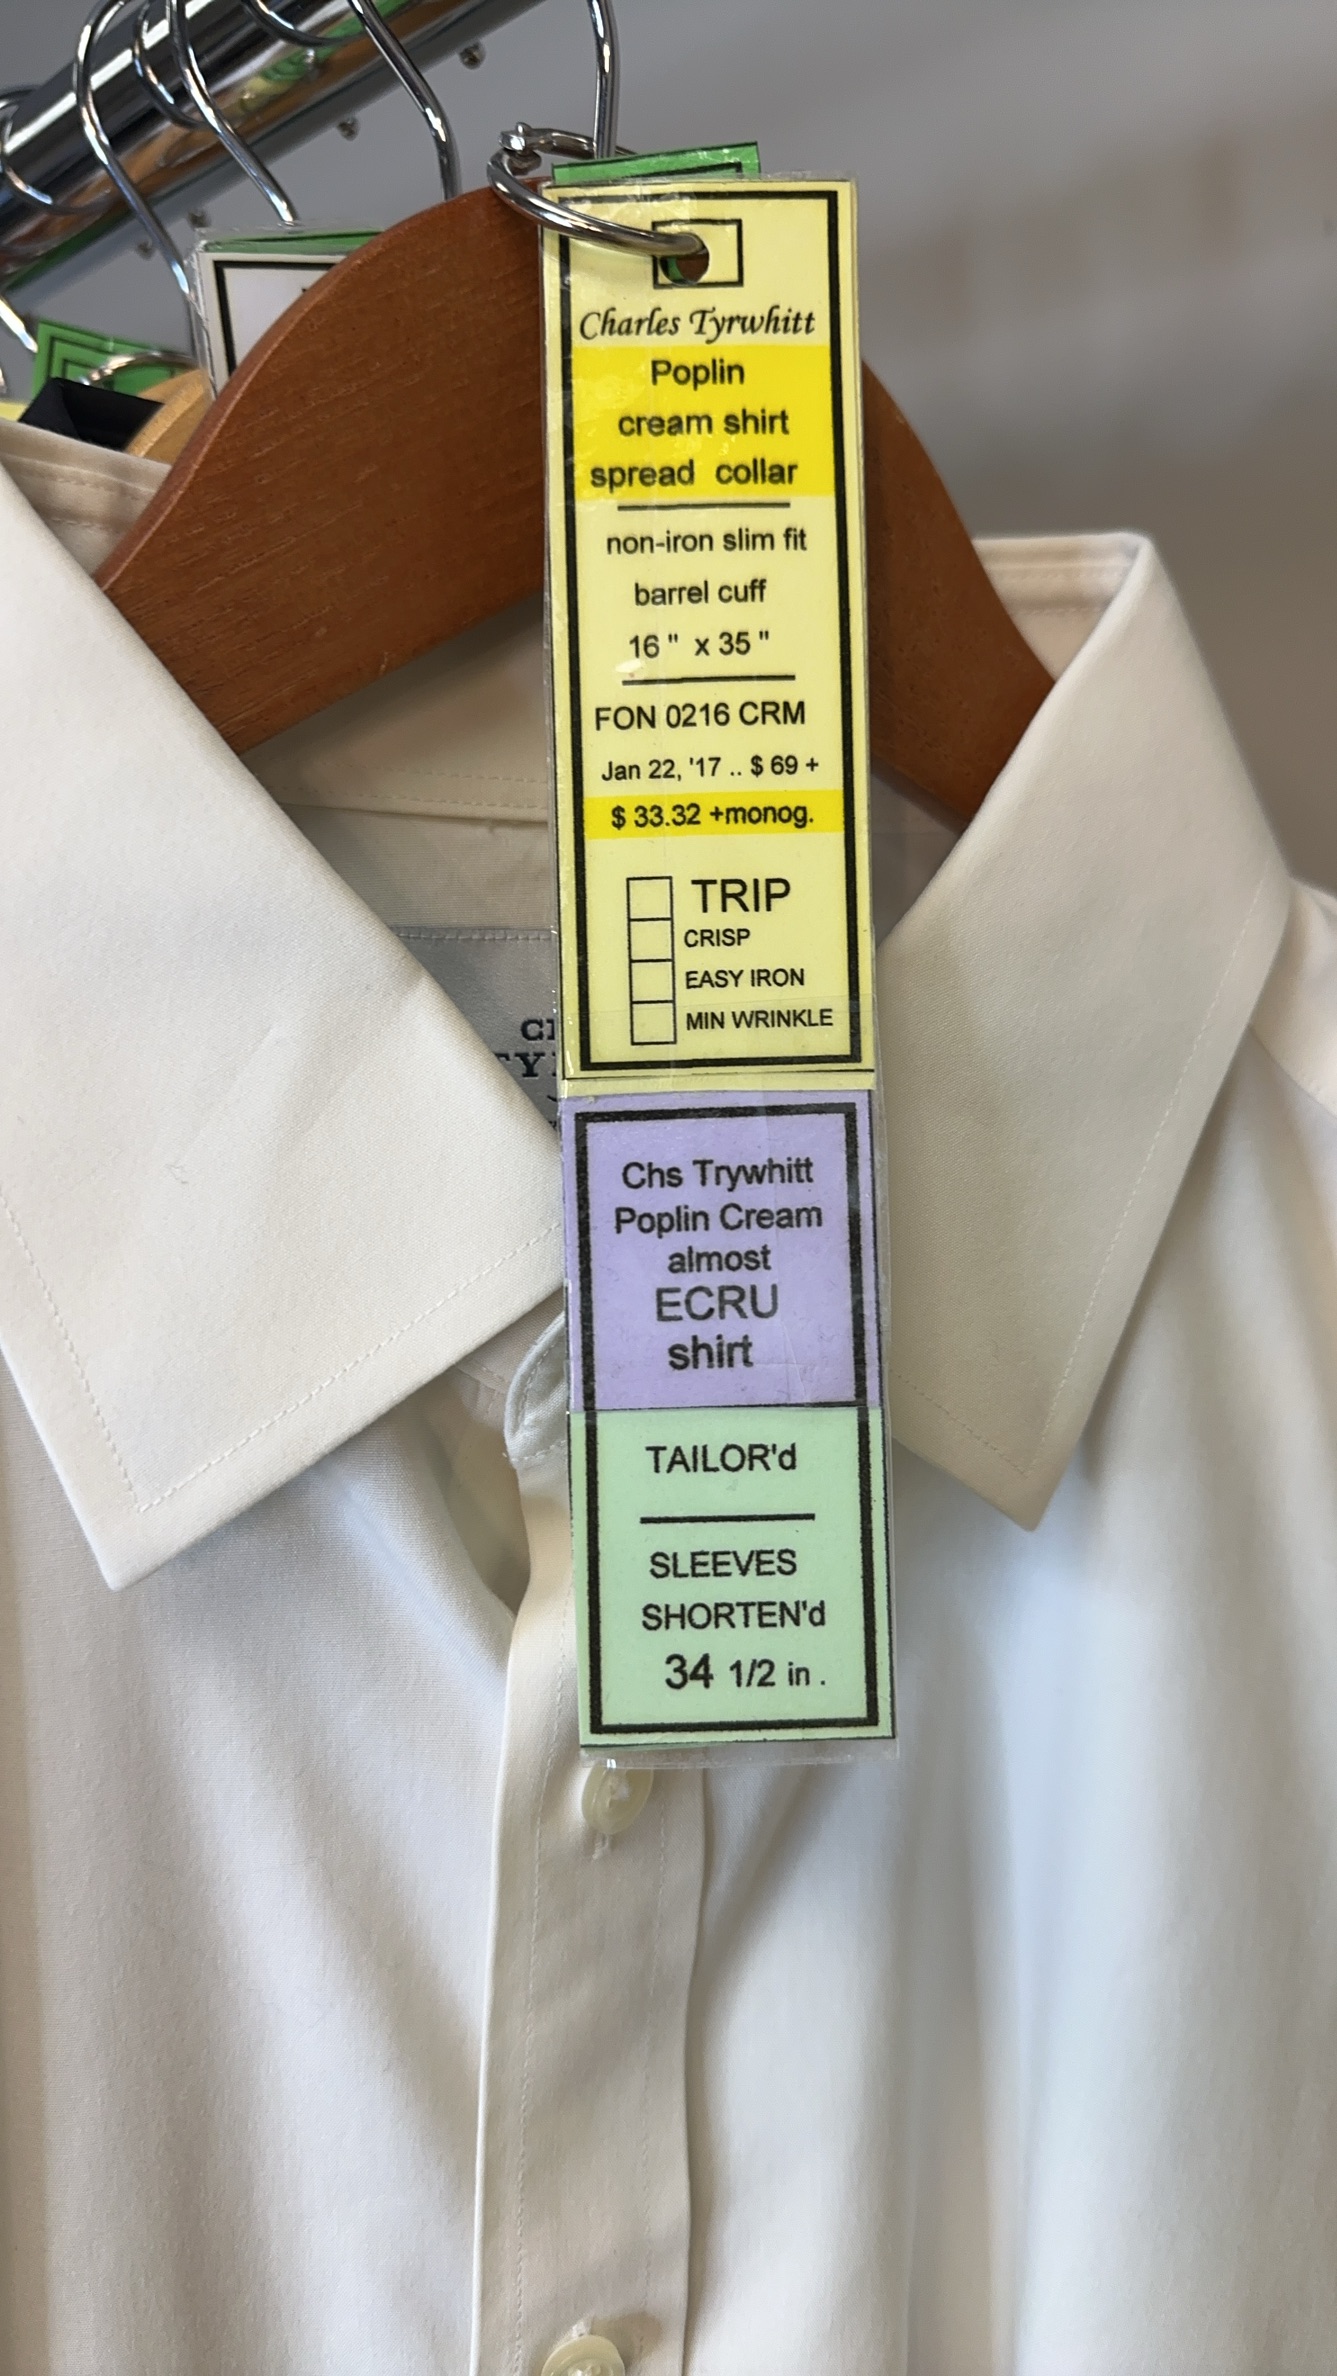 Charles Tyrwhitt
Poplin
cream shirt
spread collar
non-iron slim fit
barrel cuff
16 " x 35 "
FON 0216 CRM
Jan 22, '17 .. $ 69 +
$ 33.32 +monog.
TRIP
CRISP
EASY IRON
MIN WRINKLE
Chs Trywhitt
Poplin Cream
almost
ECRU
shirt
TAILOR'd
SLEEVES
SHORTEN'd
34 1/2 in .